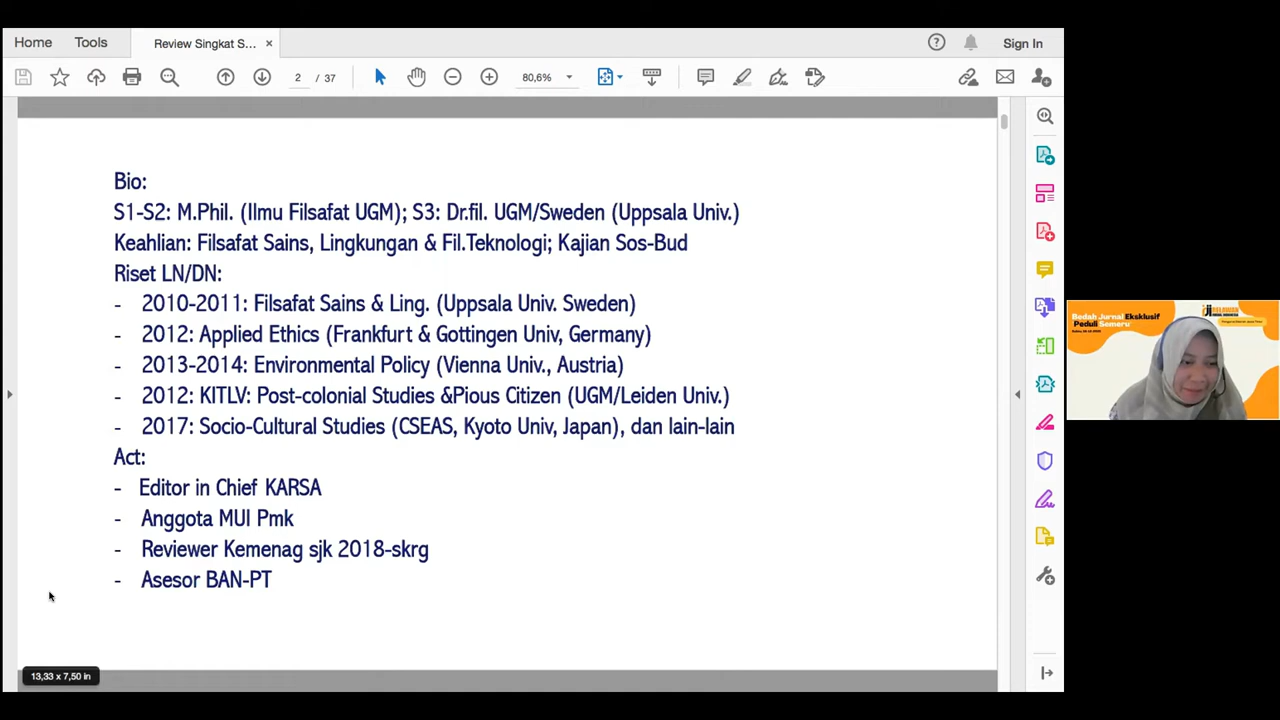 Home Tools Review Singkat S... × Sign In
2 / 37 80,6%
Bio:
S1-S2: M.Phil. (Ilmu Filsafat UGM); S3: Dr.fil. UGM/Sweden (Uppsala Univ.)
Keahlian: Filsafat Sains, Lingkungan & Fil.Teknologi; Kajian Sos-Bud
Riset LN/DN:
- 2010-2011: Filsafat Sains & Ling. (Uppsala Univ. Sweden)
- 2012: Applied Ethics (Frankfurt & Gottingen Univ, Germany)
- 2013-2014: Environmental Policy (Vienna Univ., Austria)
- 2012: KITLV: Post-colonial Studies &Pious Citizen (UGM/Leiden Univ.)
- 2017: Socio-Cultural Studies (CSEAS, Kyoto Univ, Japan), dan lain-lain
Act:
- Editor in Chief KARSA
- Anggota MUI Pmk
- Reviewer Kemenag sjk 2018-skrg
- Asesor BAN-PT
13,33 x 7,50 in
Bedah Jurnal Eksklusif
Peduli Semeru